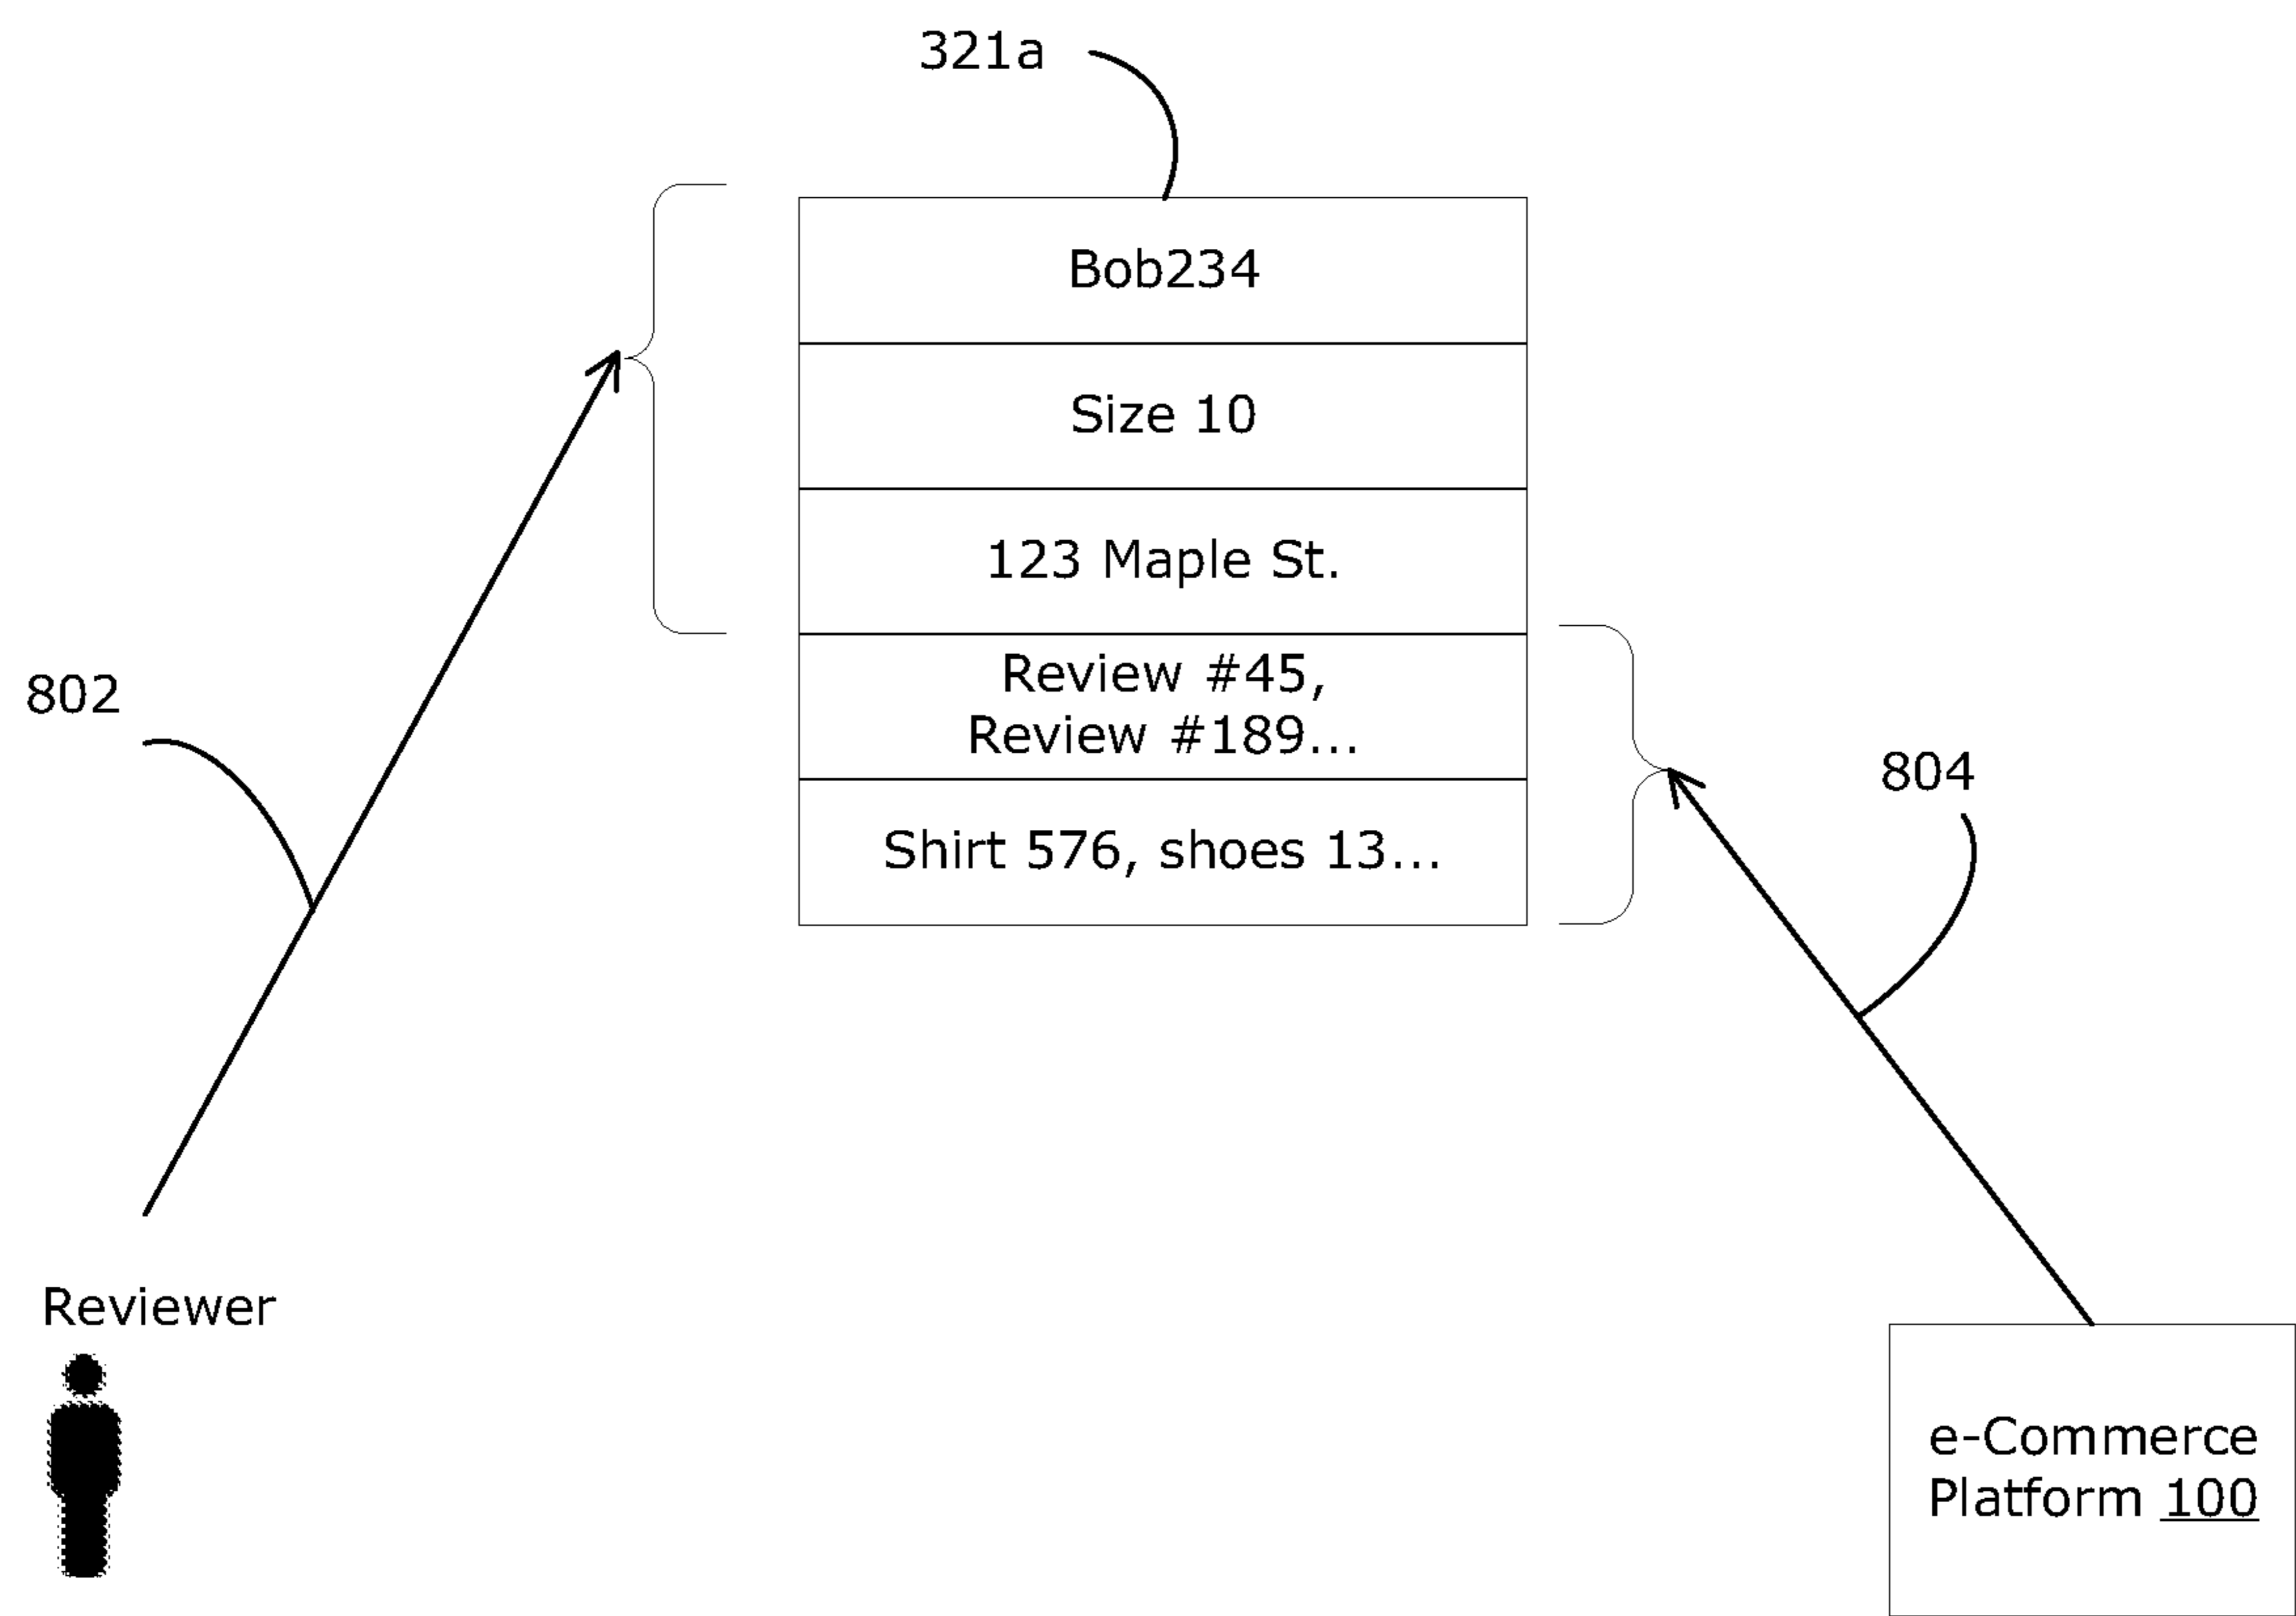 321a
Bob234
Size 10
123 Maple St.
Review #45,
Review #189...
Shirt 576, shoes 13...
802
804
Reviewer
e-Commerce
Platform 100